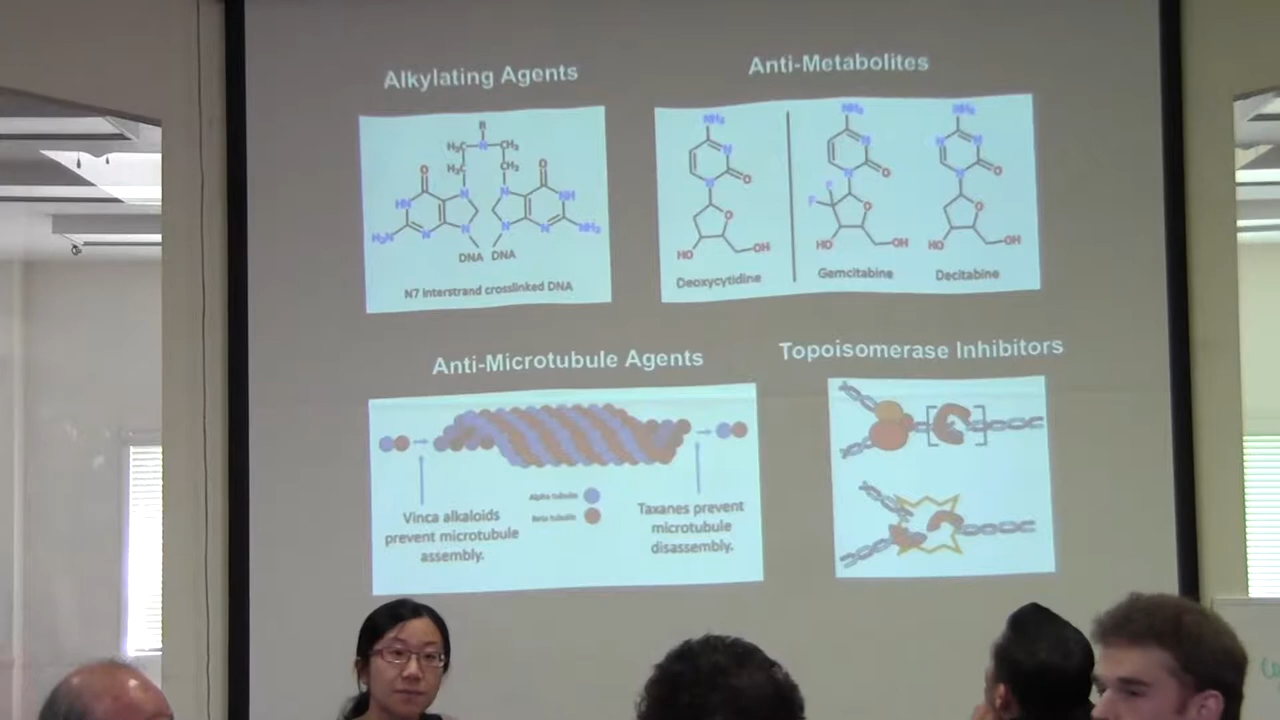 Alkylating Agents
R
H₂C N CH₂
H₂C CH₂
O O
HN N N NH
H₂N N N N N NH₂
DNA DNA
N7 interstrand crosslinked DNA
Anti-Metabolites
NH₂
N
N O
O
HO OH
Deoxycytidine
NH₂
N
N O
F
F O
HO OH
Gemcitabine
NH₂
N N
N O
O
HO OH
Decitabine
Anti-Microtubule Agents
Alpha tubulin
Beta tubulin
Vinca alkaloids
prevent microtubule
assembly.
Taxanes prevent
microtubule
disassembly.
Topoisomerase Inhibitors